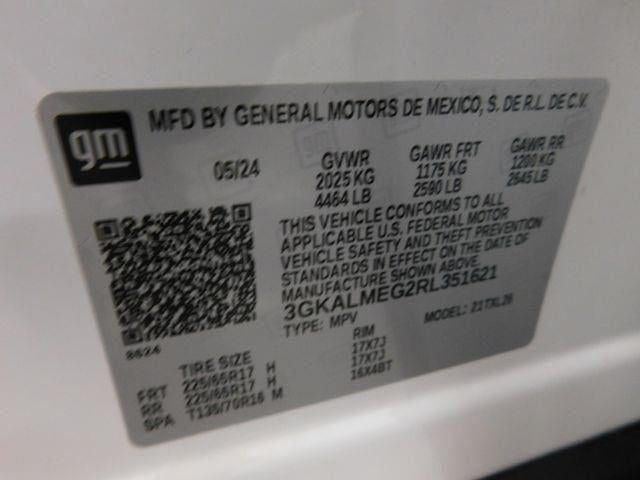 gm
MFD BY GENERAL MOTORS DE MEXICO, S. DE R.L. DE C.V.
05/24
GVWR
2025 KG
4464 LB
GAWR FRT
1175 KG
2590 LB
GAWR RR
1200 KG
2645 LB
THIS VEHICLE CONFORMS TO ALL
APPLICABLE U.S. FEDERAL MOTOR
VEHICLE SAFETY AND THEFT PREVENTION
STANDARDS IN EFFECT ON THE DATE OF
MANUFACTURE SHOWN ABOVE.
3GKALMEG2RL351621
TYPE: MPV
MODEL: 21TXL26
8624
TIRE SIZE
RIM
FRT 225/65R17 H 17X7J
RR 225/65R17 H 17X7J
SPA T135/70R16 M 16X4BT